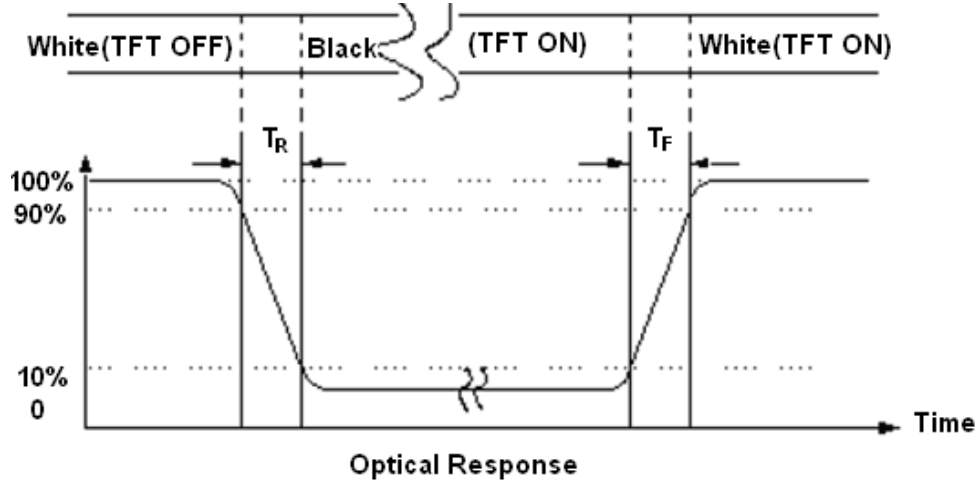 White(TFT OFF) Black (TFT ON) White(TFT ON)
TR TF
100%
90%
10%
0
Time
Optical Response